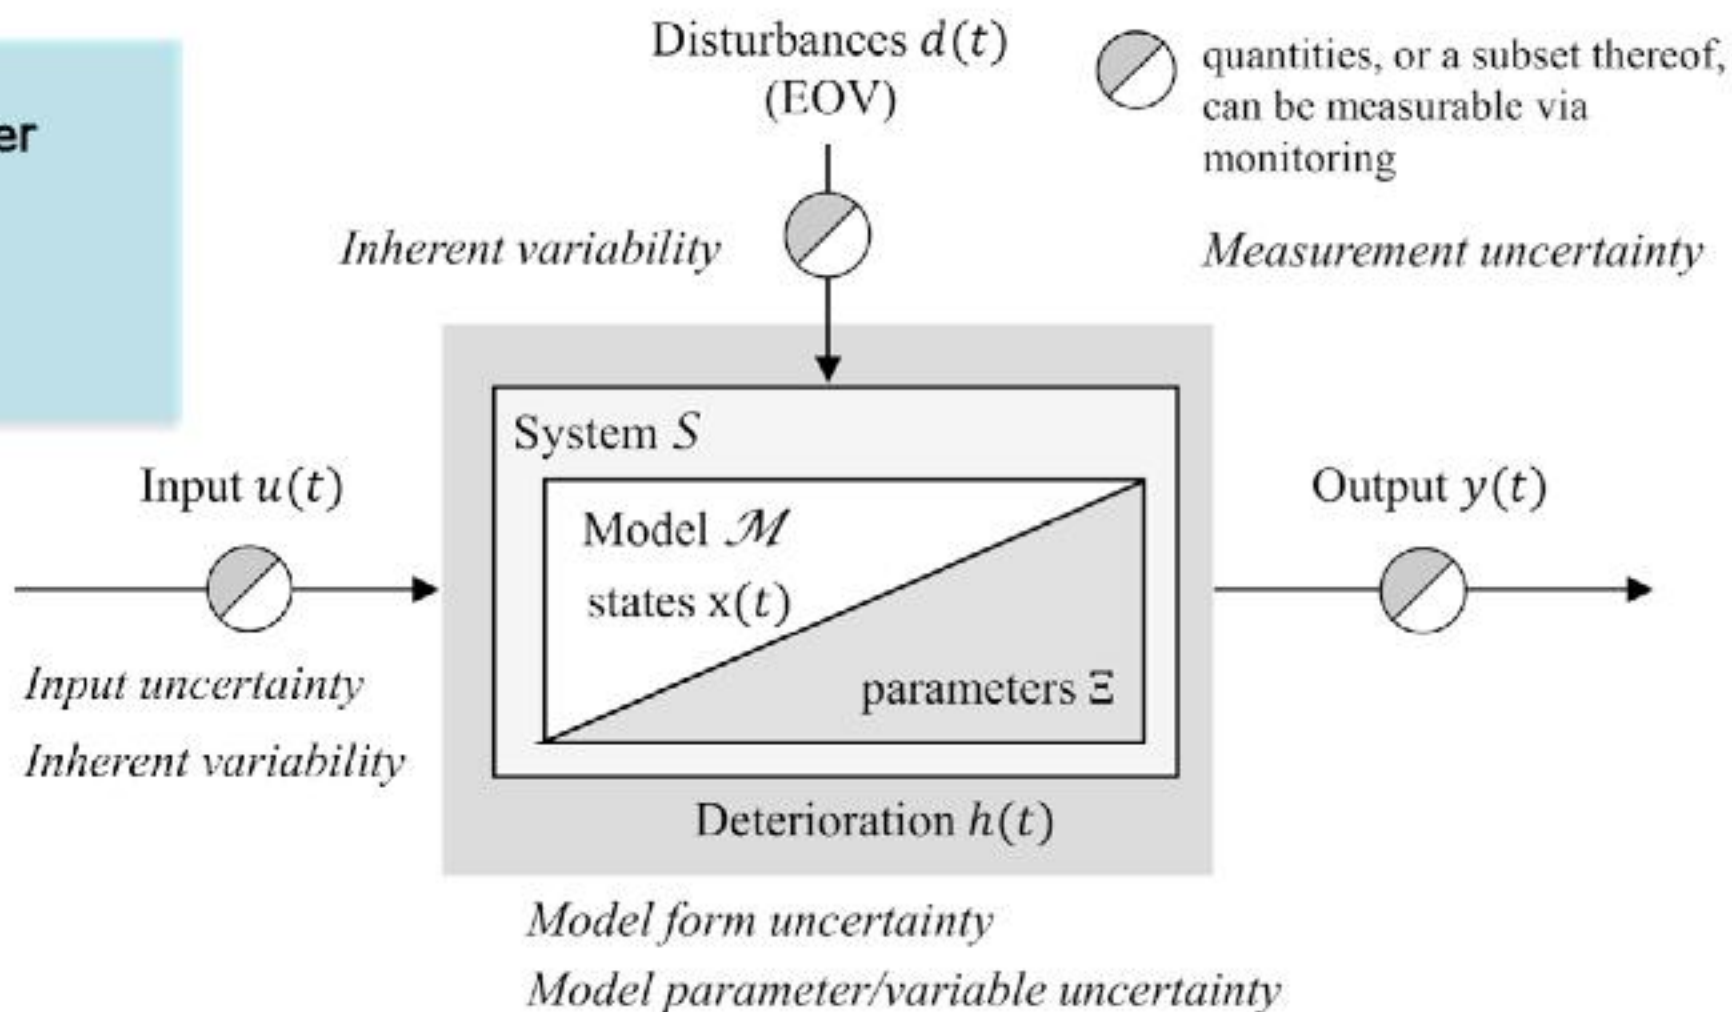 er
Disturbances d(t)
(EOV)
quantities, or a subset thereof,
can be measurable via
monitoring
Inherent variability
Measurement uncertainty
System S
Input u(t)
Model ℳ
states x(t)
parameters Ξ
Output y(t)
Input uncertainty
Inherent variability
Deterioration h(t)
Model form uncertainty
Model parameter/variable uncertainty